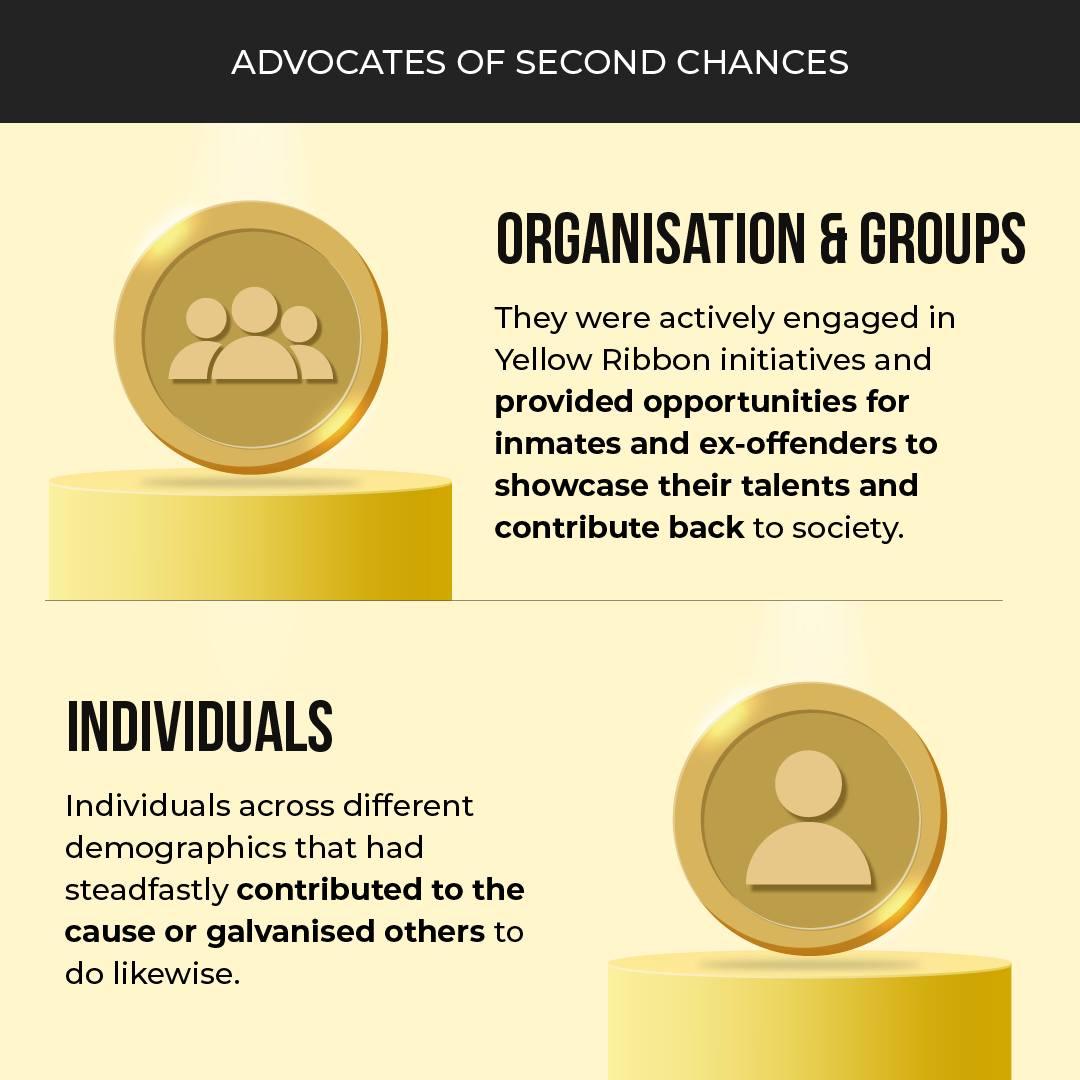 ADVOCATES OF SECOND CHANCES
ORGANISATION & GROUPS
They were actively engaged in
Yellow Ribbon initiatives and
provided opportunities for
inmates and ex-offenders to
showcase their talents and
contribute back to society.
INDIVIDUALS
Individuals across different
demographics that had
steadfastly contributed to the
cause or galvanised others to
do likewise.